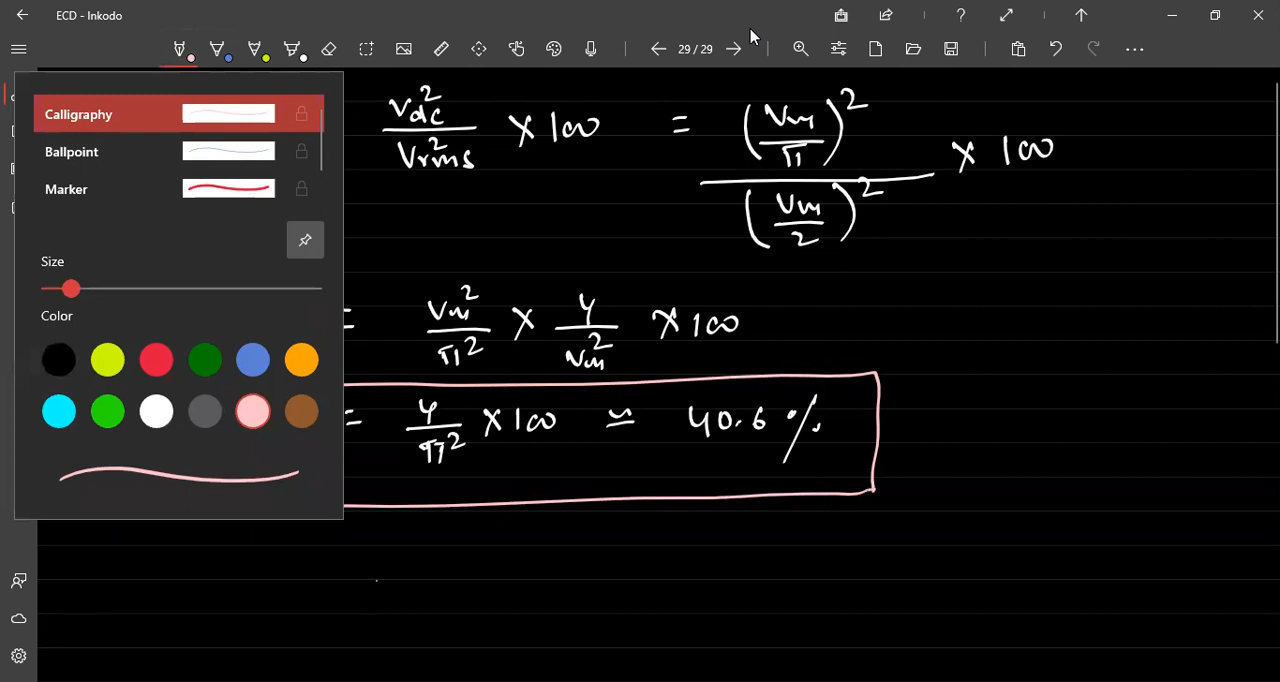 ECD - Inkodo
29 / 29
Calligraphy
Ballpoint
Marker
Size
Color
Vdc² / Vrms² × 100 = (Vm/π)² / (Vm/2)² × 100
= Vm²/π² × 4/Vm² × 100
= 4/π² × 100 ≃ 40.6 %